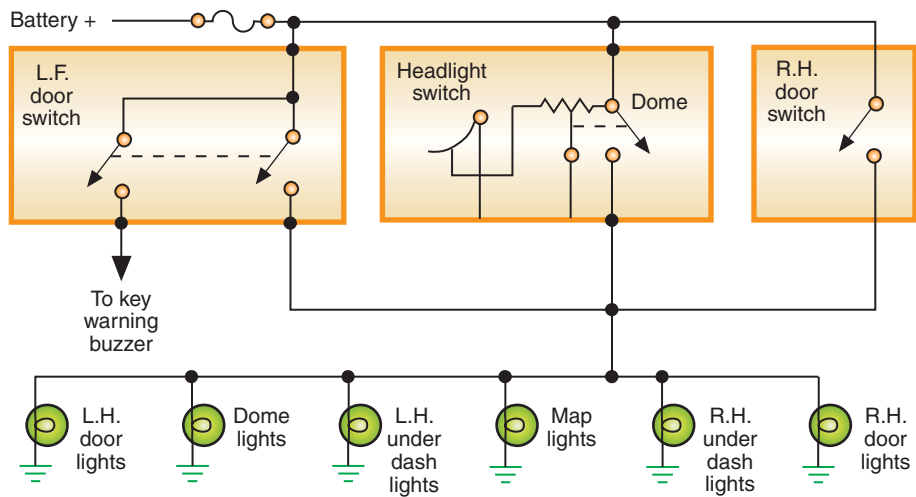 Battery +
L.F.
door
switch
Headlight
switch
Dome
R.H.
door
switch
To key
warning
buzzer
L.H.
door
lights
Dome
lights
L.H.
under
dash
lights
Map
lights
R.H.
under
dash
lights
R.H.
door
lights